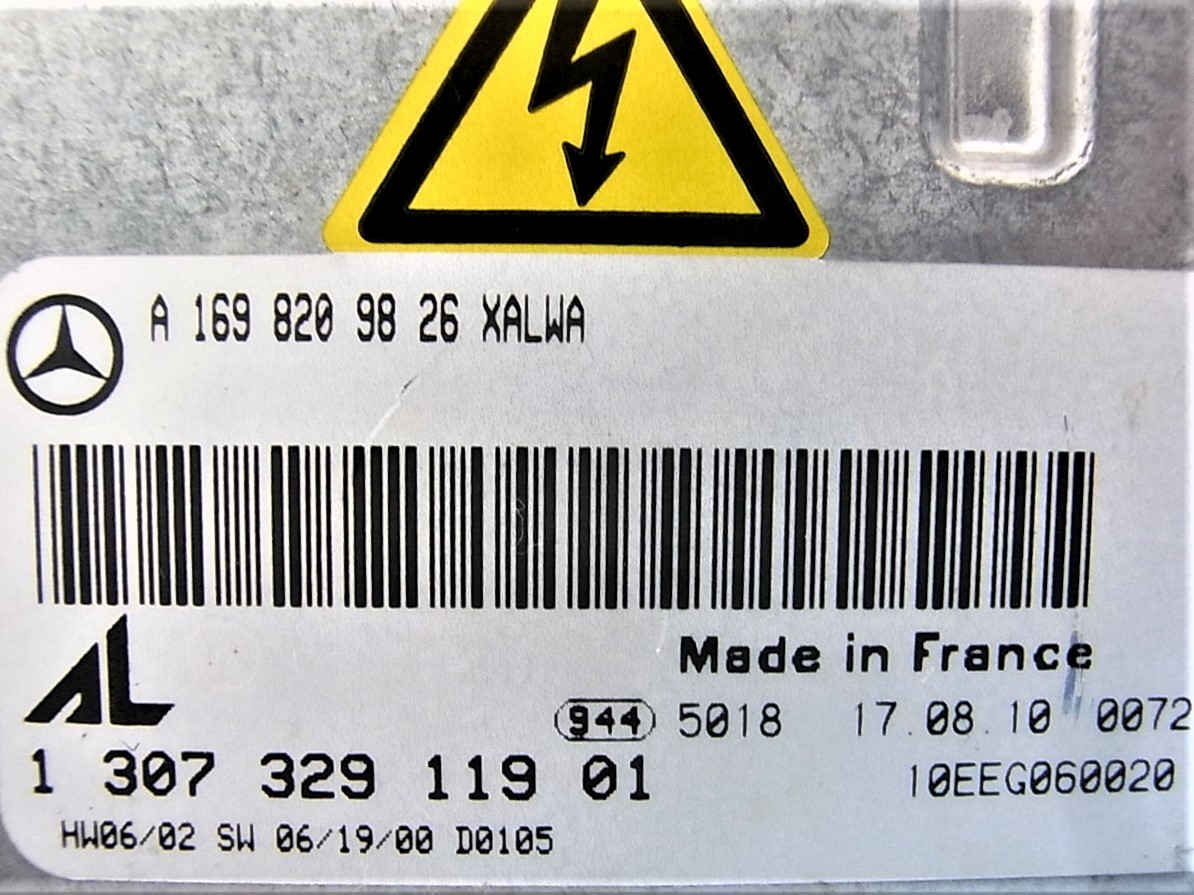 A 169 820 98 26 XALWA
Made in France
AL
944 5018 17.08.10 0072
1 307 329 119 01
10EEG060020
HW06/02 SW 06/19/00 D0105